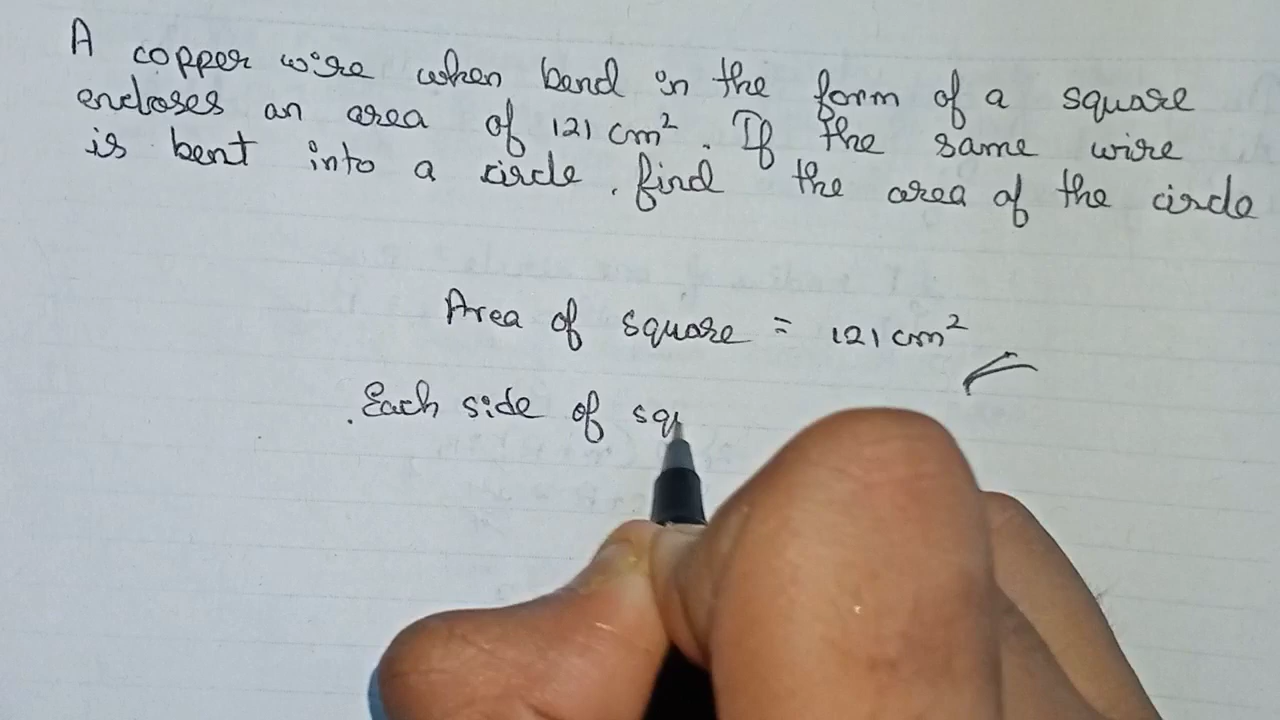 A copper wire when bend in the form of a square
encloses an area of 121 cm². If the same wire
is bent into a circle. find the area of the circle
Area of square = 121 cm²
.Each side of squ